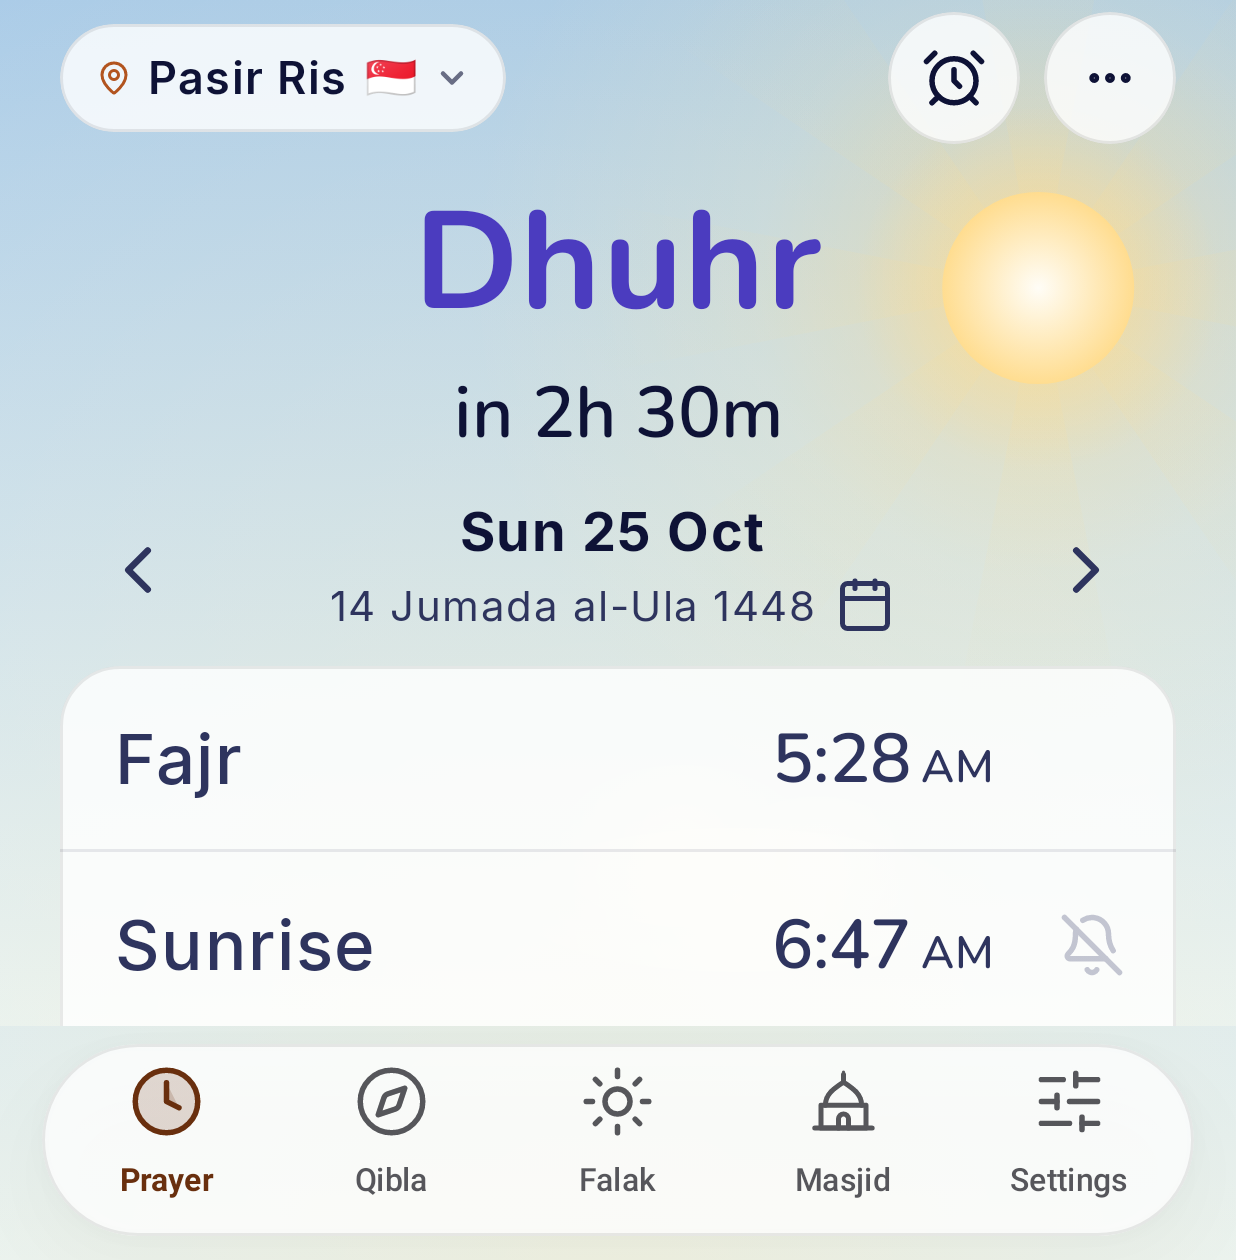 Pasir Ris
Dhuhr
in 2h 30m
Sun 25 Oct
14 Jumada al-Ula 1448
Fajr 5:28 AM
Sunrise 6:47 AM
Prayer Qibla Falak Masjid Settings